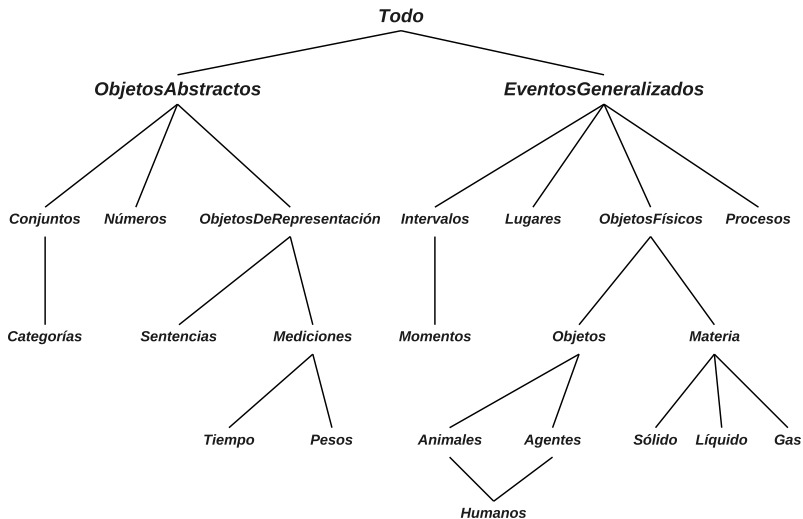 Todo
ObjetosAbstractos
EventosGeneralizados
Conjuntos
Números
ObjetosDeRepresentación
Intervalos
Lugares
ObjetosFísicos
Procesos
Categorías
Sentencias
Mediciones
Momentos
Objetos
Materia
Tiempo
Pesos
Animales
Agentes
Sólido
Líquido
Gas
Humanos